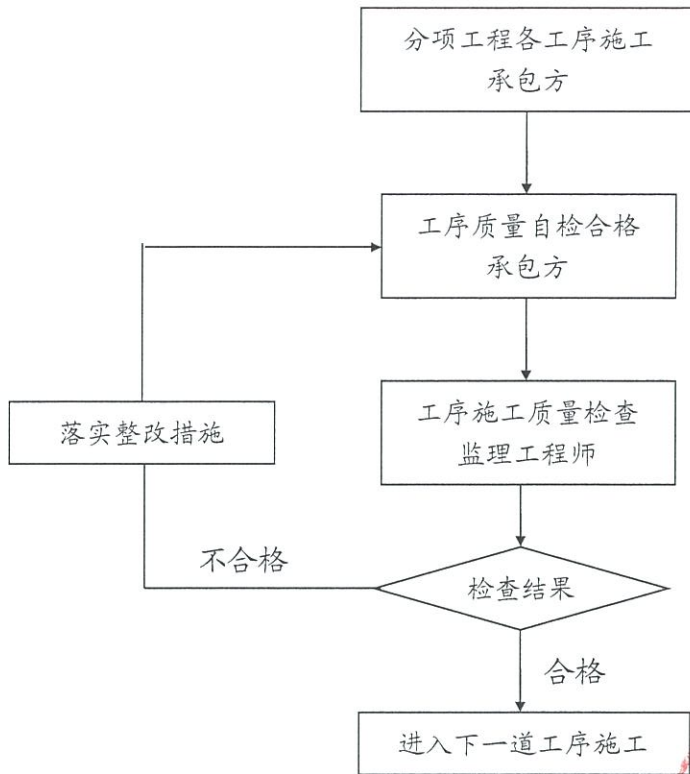 分项工程各工序施工
承包方
工序质量自检合格
承包方
落实整改措施
工序施工质量检查
监理工程师
不合格
检查结果
合格
进入下一道工序施工